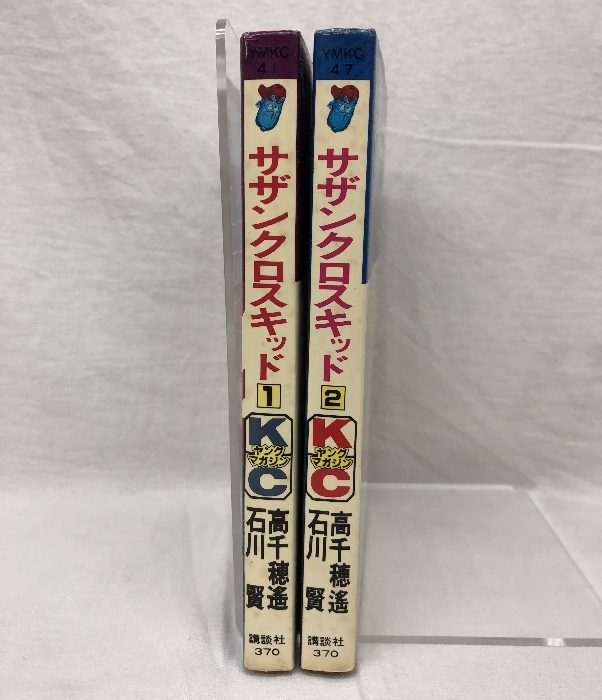 YMKC
41
サザンクロスキッド
1
K
ヤング
マガジン
C
高千穂遙
石川賢
講談社
370
YMKC
47
サザンクロスキッド
2
K
ヤング
マガジン
C
高千穂遙
石川賢
講談社
370